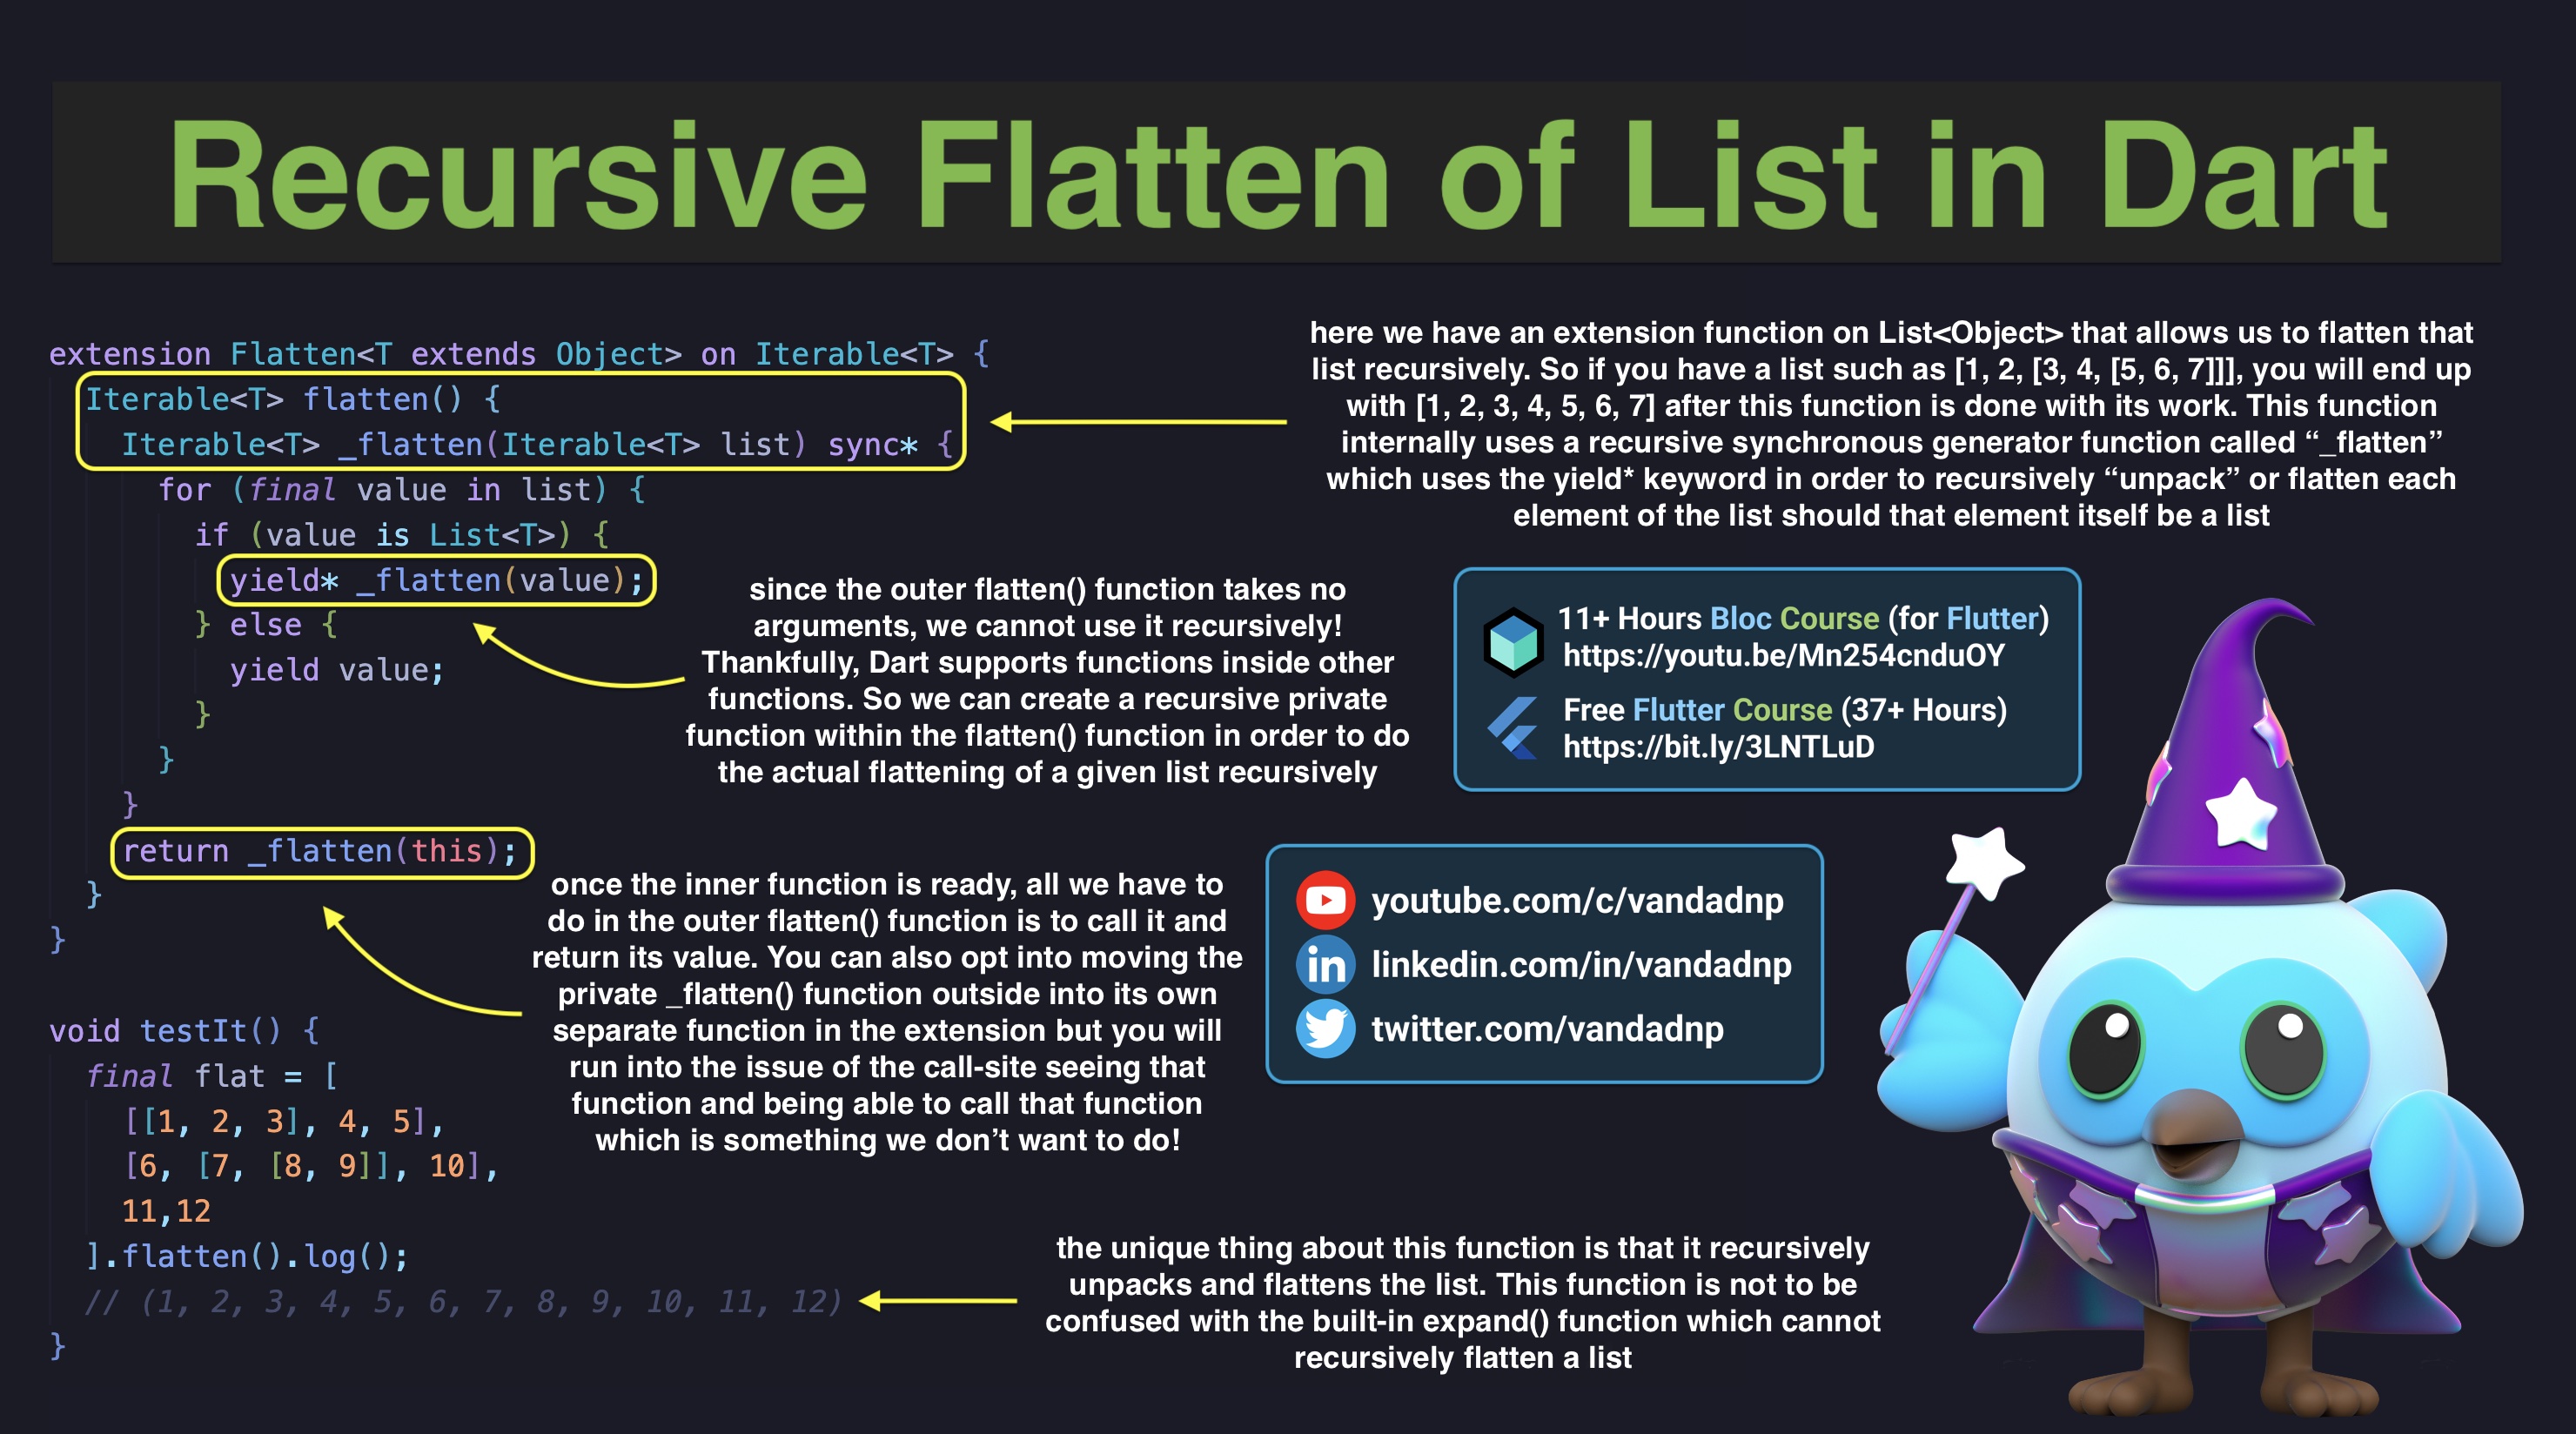 Recursive Flatten of List in Dart
extension Flatten<T extends Object> on Iterable<T> {
Iterable<T> flatten() {
Iterable<T> _flatten(Iterable<T> list) sync* {
for (final value in list) {
if (value is List<T>) {
yield* _flatten(value);
} else {
yield value;
}
}
}
return _flatten(this);
}
}
void testIt() {
final flat = [
[[1, 2, 3], 4, 5],
[6, [7, [8, 9]], 10],
11,12
].flatten().log();
// (1, 2, 3, 4, 5, 6, 7, 8, 9, 10, 11, 12)
}
here we have an extension function on List<Object> that allows us to flatten that
list recursively. So if you have a list such as [1, 2, [3, 4, [5, 6, 7]]], you will end up
with [1, 2, 3, 4, 5, 6, 7] after this function is done with its work. This function
internally uses a recursive synchronous generator function called “_flatten”
which uses the yield* keyword in order to recursively “unpack” or flatten each
element of the list should that element itself be a list
since the outer flatten() function takes no
arguments, we cannot use it recursively!
Thankfully, Dart supports functions inside other
functions. So we can create a recursive private
function within the flatten() function in order to do
the actual flattening of a given list recursively
11+ Hours Bloc Course (for Flutter)
https://youtu.be/Mn254cnduOY
Free Flutter Course (37+ Hours)
https://bit.ly/3LNTLuD
once the inner function is ready, all we have to
do in the outer flatten() function is to call it and
return its value. You can also opt into moving the
private _flatten() function outside into its own
separate function in the extension but you will
run into the issue of the call-site seeing that
function and being able to call that function
which is something we don’t want to do!
youtube.com/c/vandadnp
in linkedin.com/in/vandadnp
twitter.com/vandadnp
the unique thing about this function is that it recursively
unpacks and flattens the list. This function is not to be
confused with the built-in expand() function which cannot
recursively flatten a list